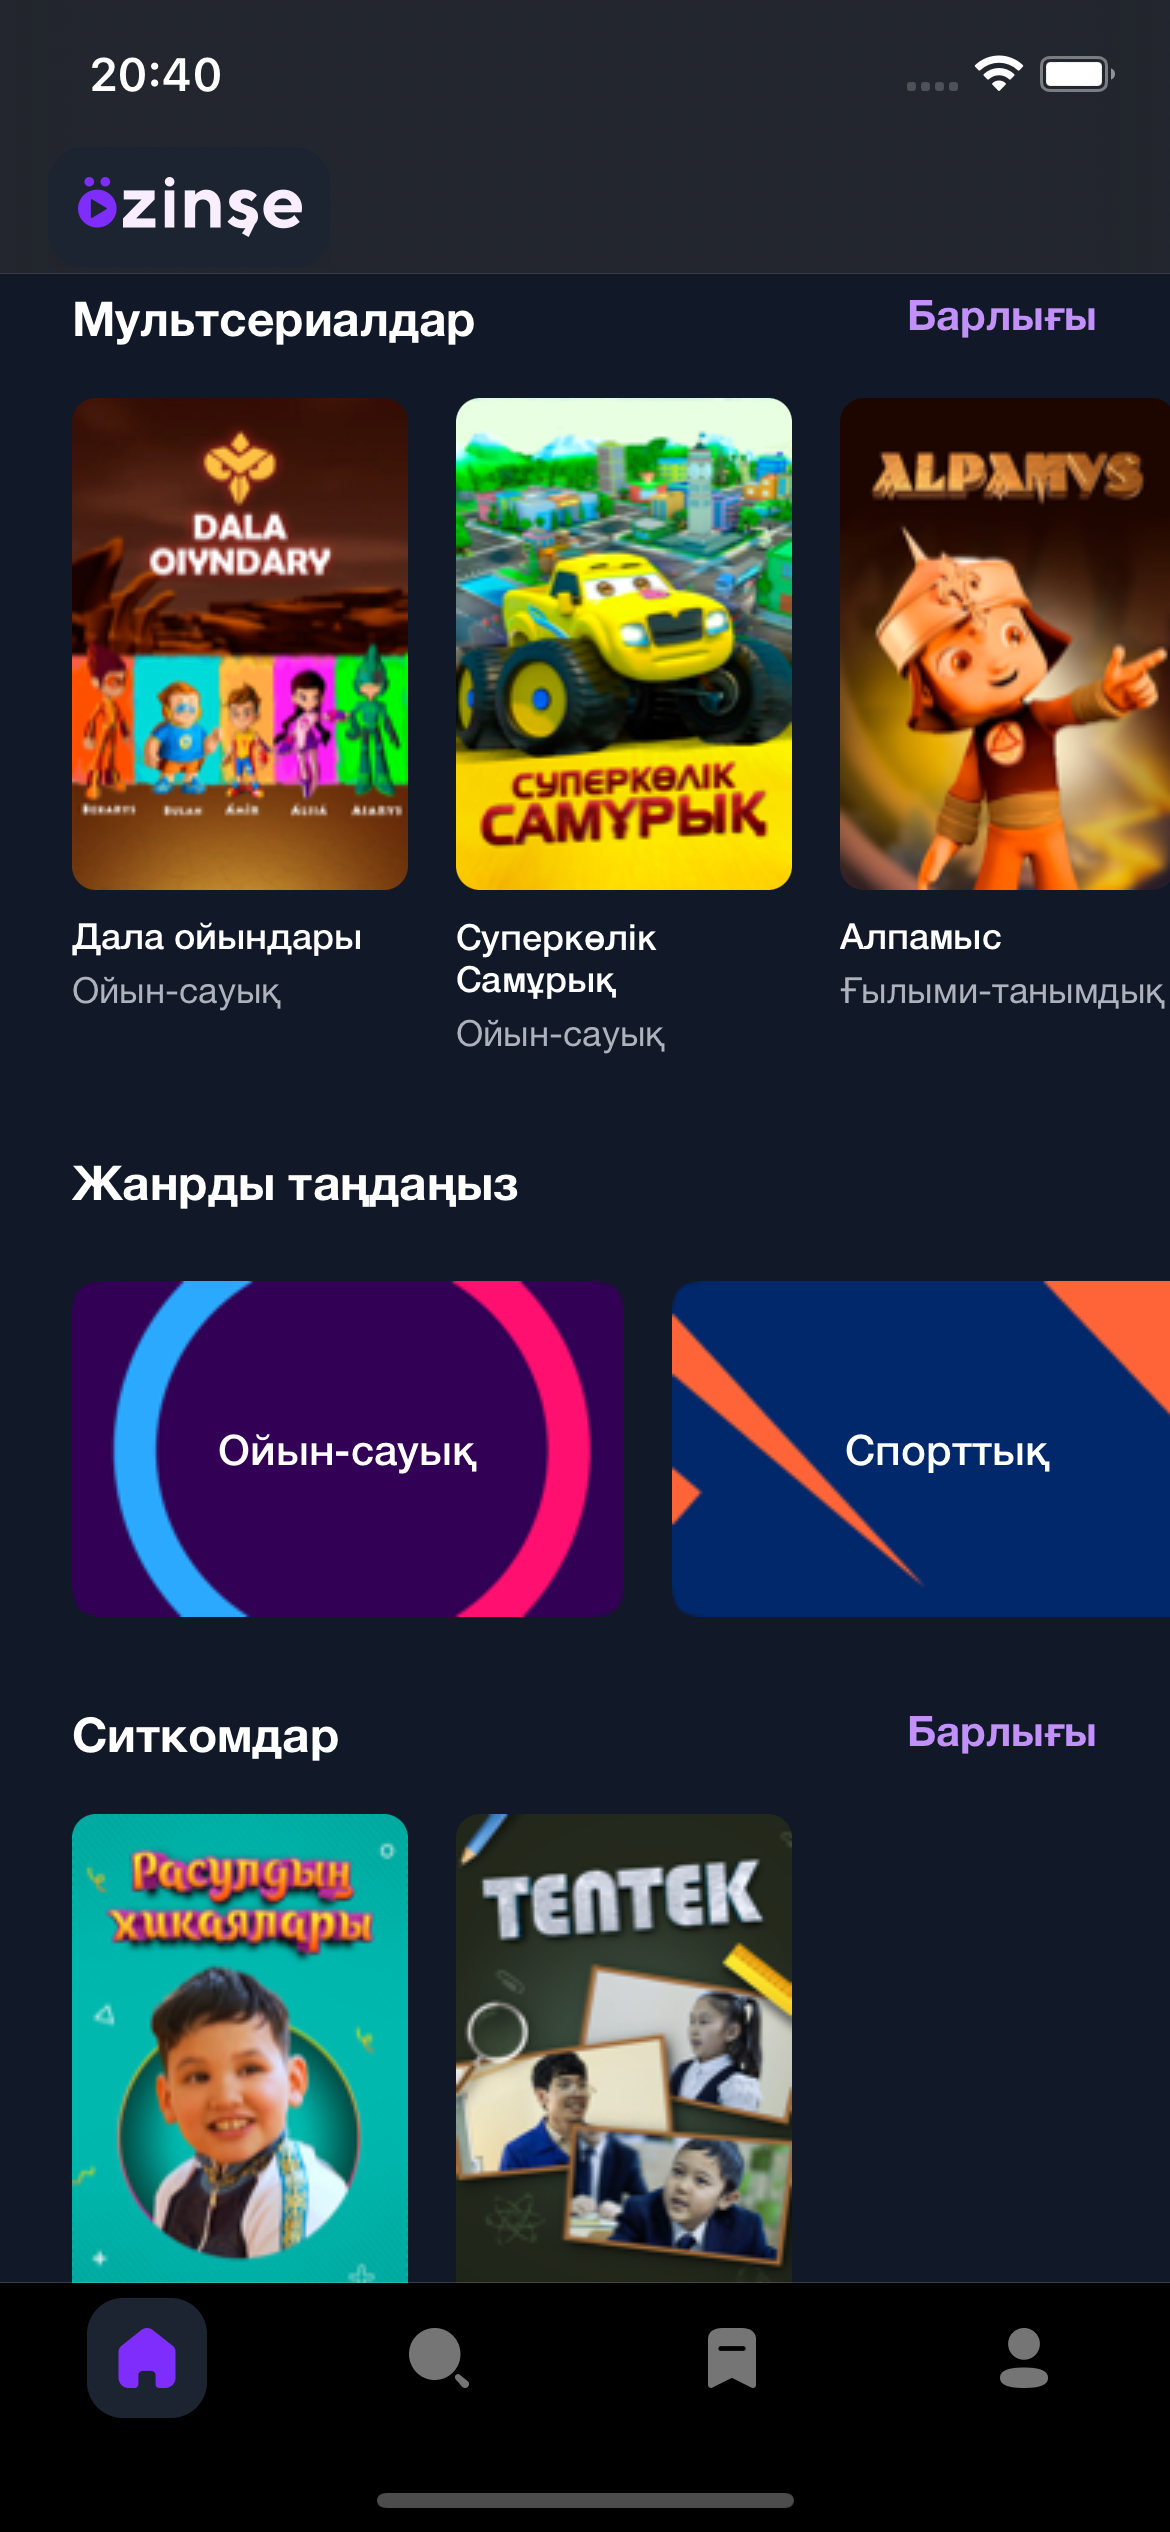 20:40
özinşe
Мультсериалдар
Барлығы
DALA
OIYNDARY
СУПЕРКӨЛІК
САМҰРЫҚ
ALPAMYS
Дала ойындары
Ойын-сауық
Суперкөлік
Самұрық
Ойын-сауық
Алпамыс
Ғылыми-танымдық
Жанрды таңдаңыз
Ойын-сауық
Спорттық
Ситкомдар
Барлығы
Расулдың
хикаялары
ТЕПТЕК